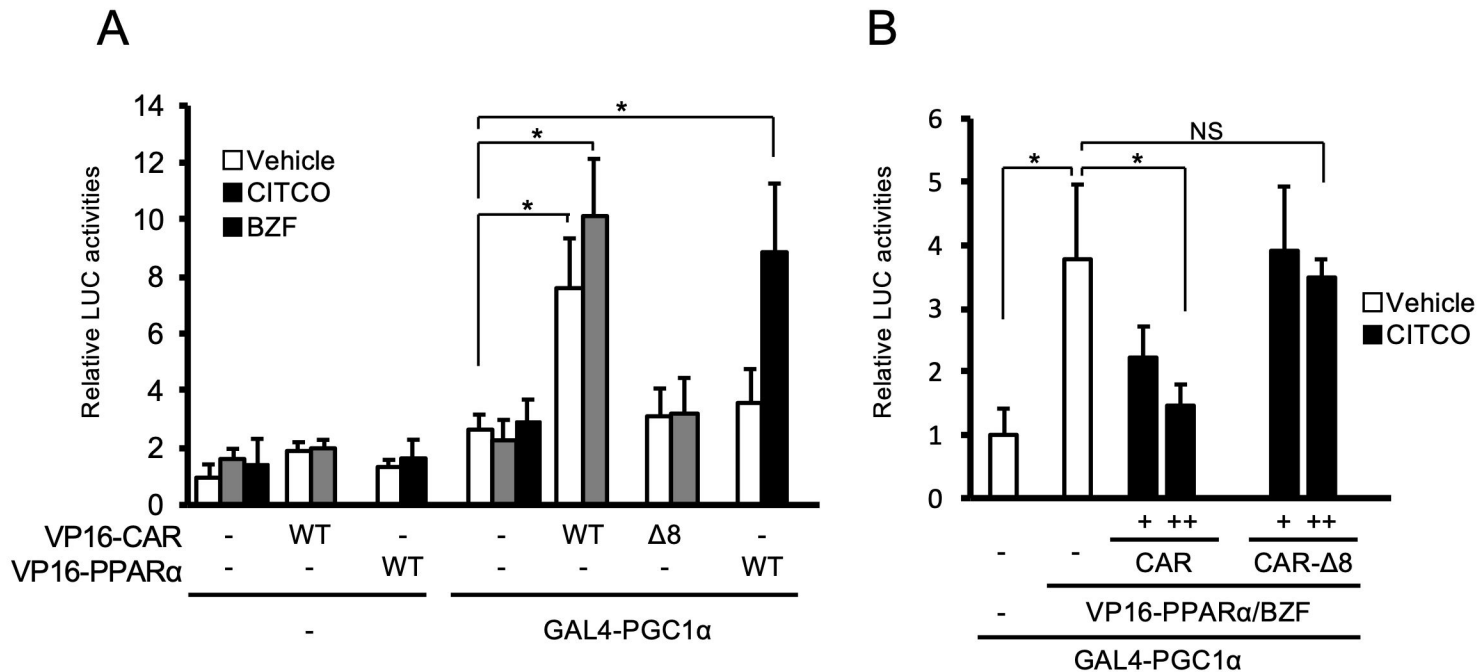 A
14
12
10
8
6
4
2
0
Relative LUC activities
Vehicle
CITCO
BZF
*
*
*
VP16-CAR - WT - - WT Δ8 -
VP16-PPARα - - WT - - - WT
- GAL4-PGC1α
B
6
5
4
3
2
1
0
Relative LUC activities
* * NS
Vehicle
CITCO
+ ++ + ++
- - CAR CAR-Δ8
- VP16-PPARα/BZF
GAL4-PGC1α